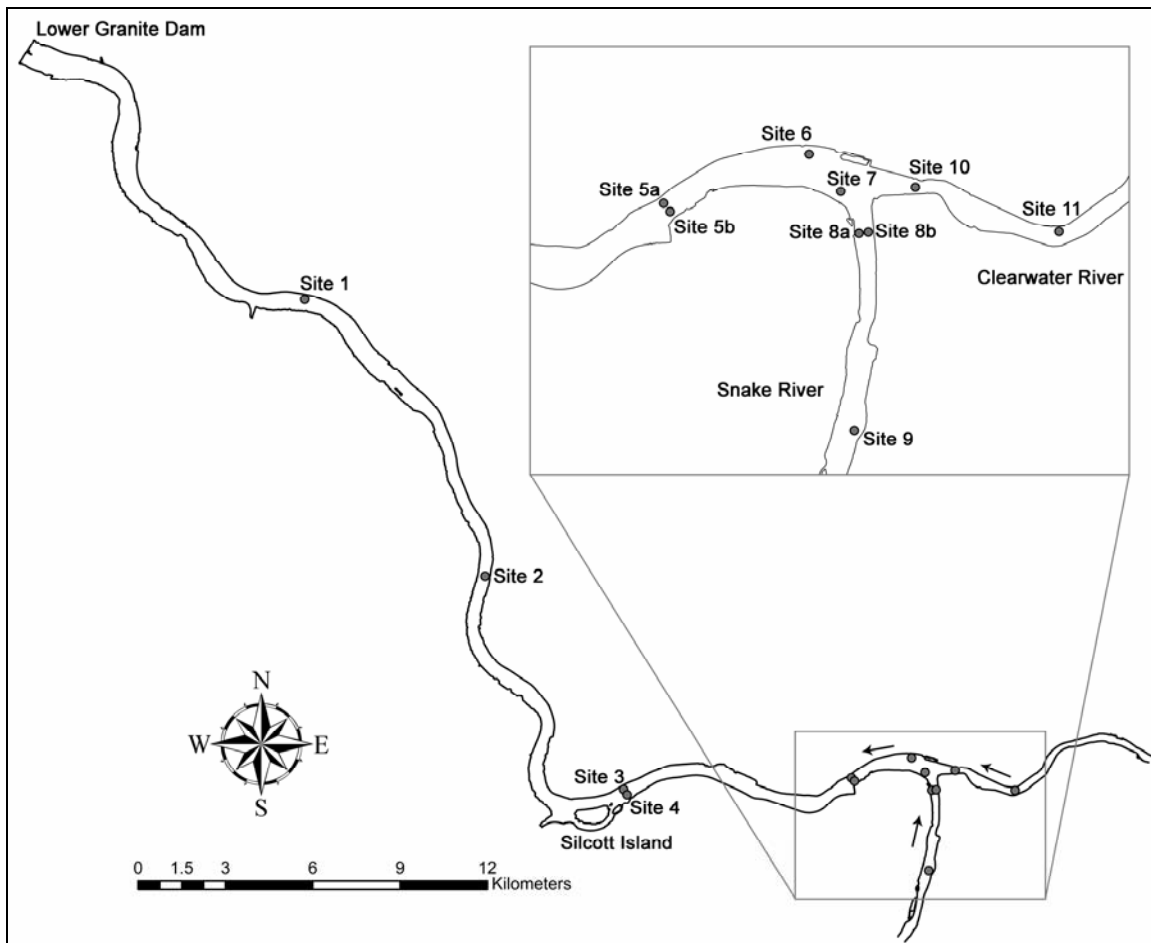 Lower Granite Dam
Site 6
Site 10
Site 5a
Site 7
Site 11
Site 5b
Site 8a
Site 8b
Clearwater River
Site 1
Snake River
Site 9
Site 2
N
W
E
S
Site 3
Site 4
Silcott Island
0 1.5 3 6 9 12
Kilometers